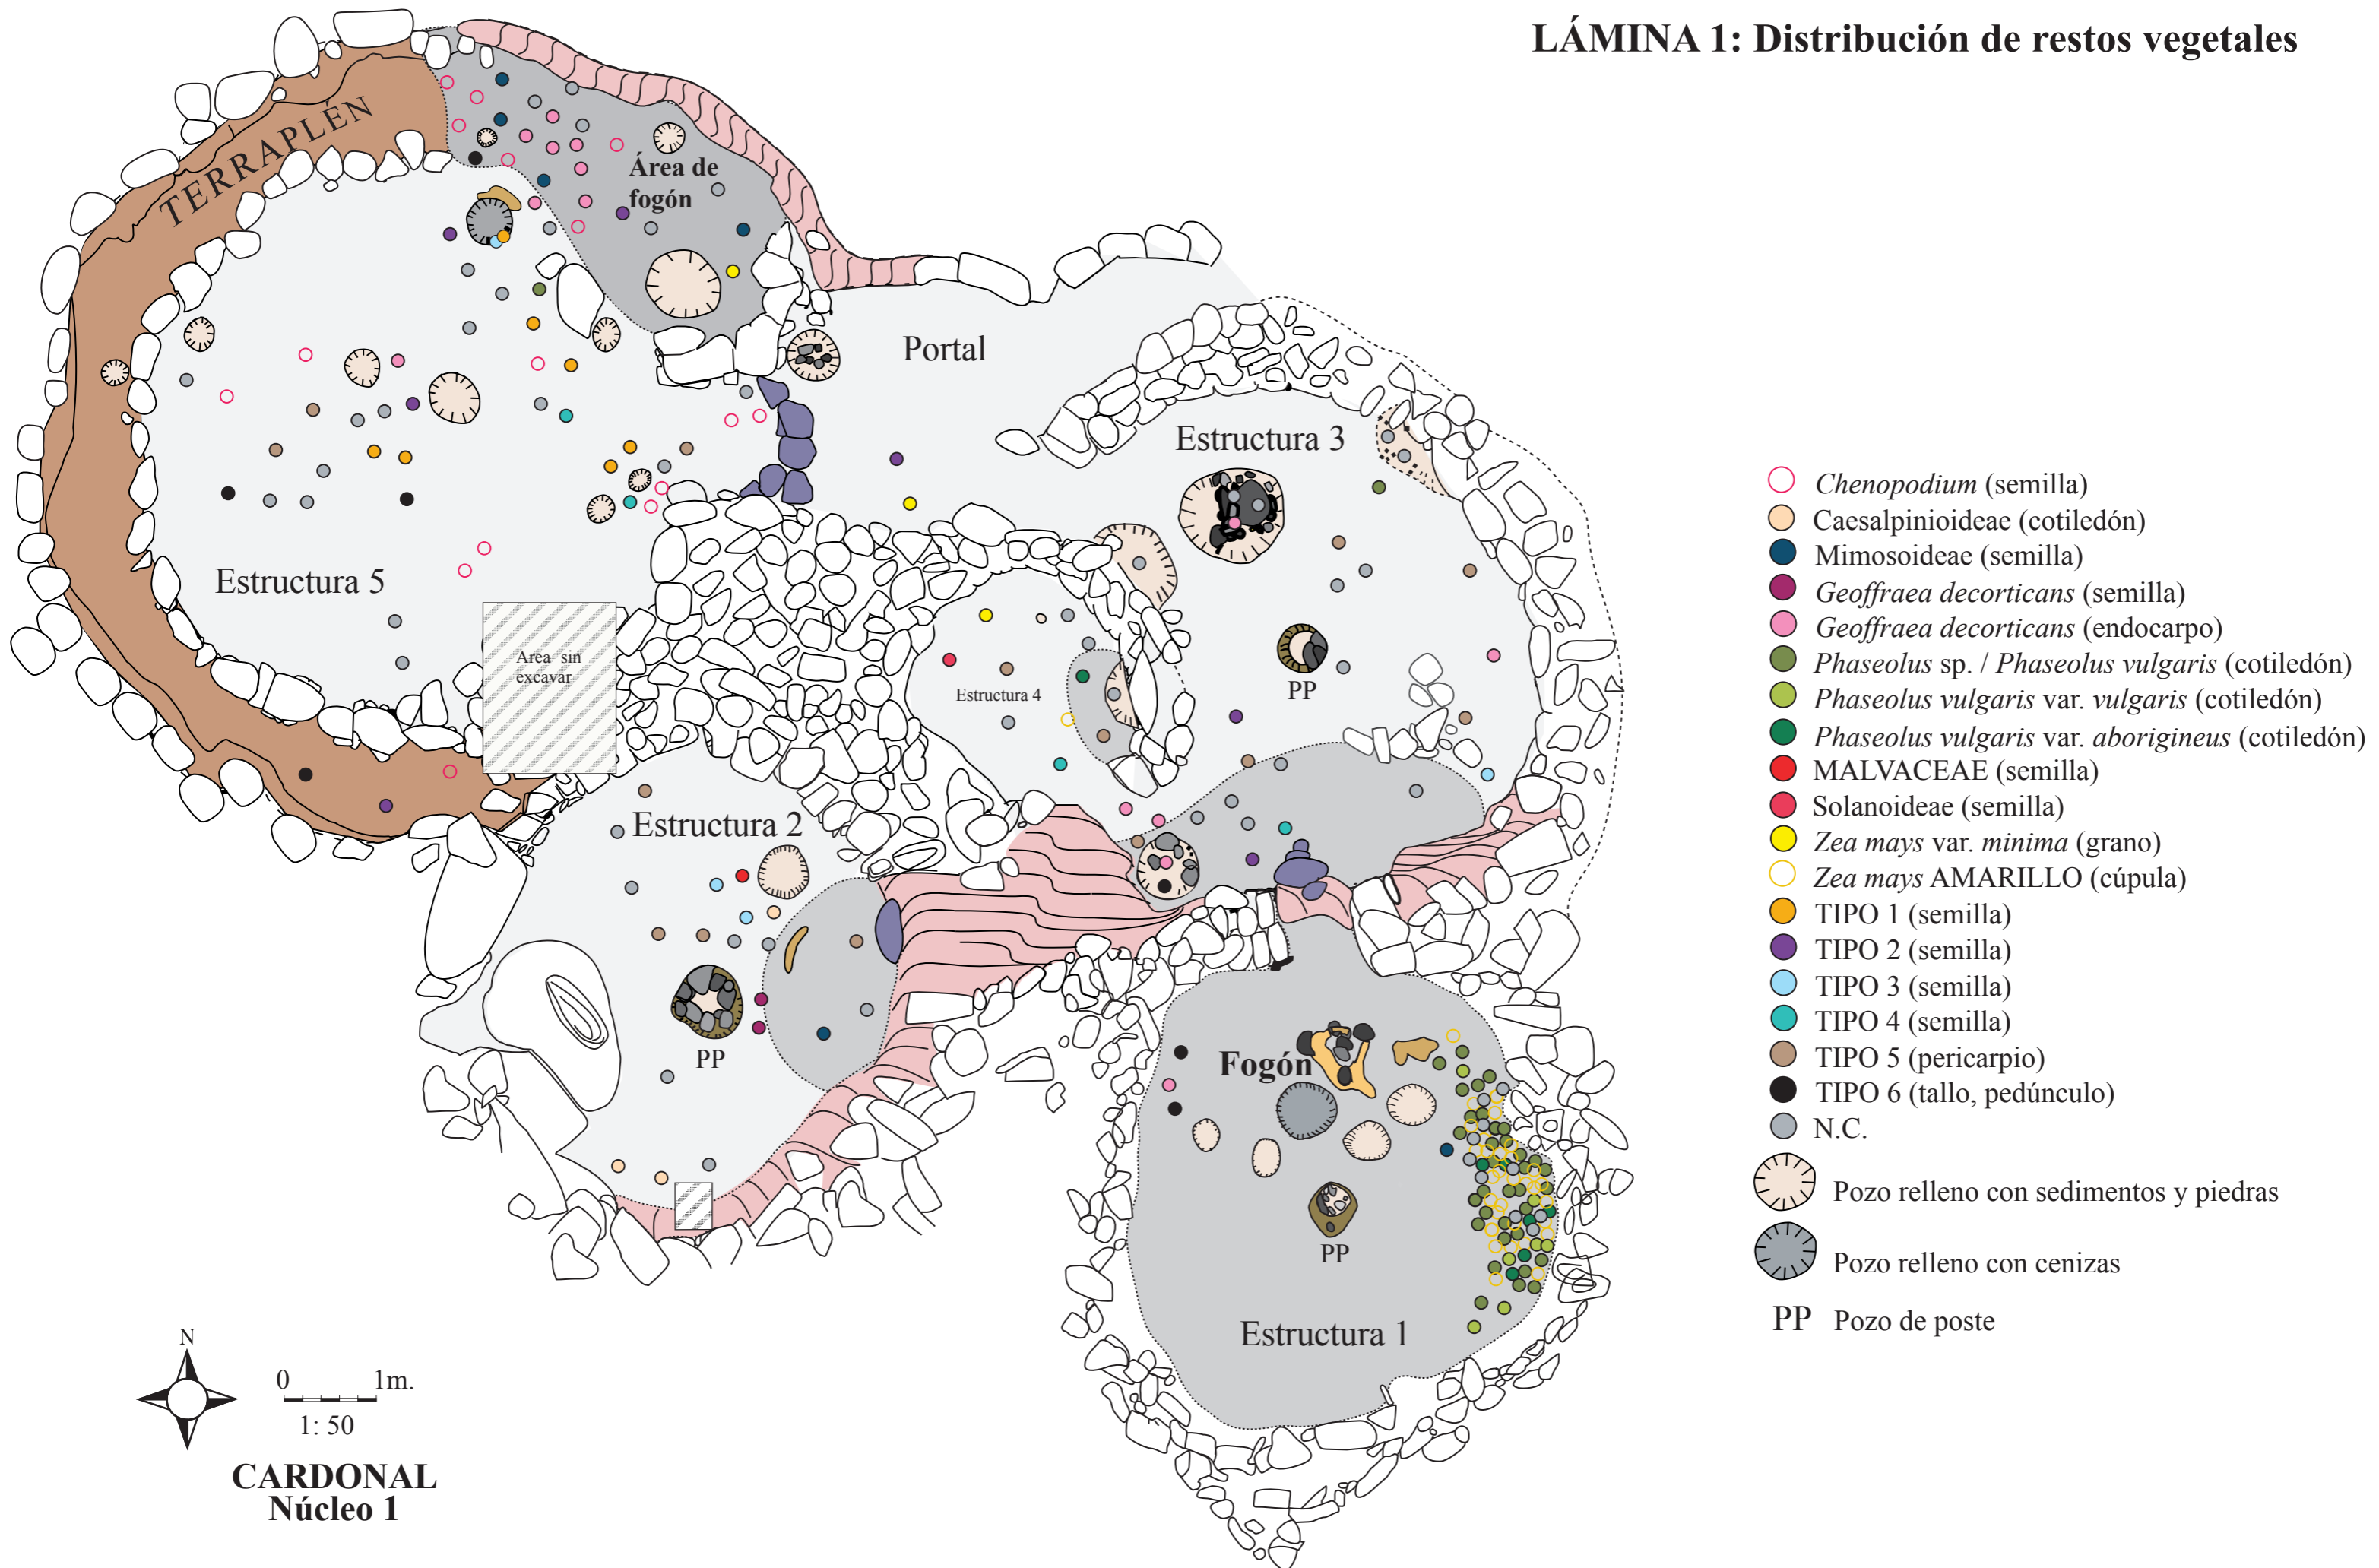 LÁMINA 1: Distribución de restos vegetales
TERRAPLÉN
Área de
fogón
Portal
Estructura 3
Estructura 5
Area sin
excavar
Estructura 4
PP
Estructura 2
PP
Fogón
PP
Estructura 1
Chenopodium (semilla)
Caesalpinioideae (cotiledón)
Mimosoideae (semilla)
Geoffraea decorticans (semilla)
Geoffraea decorticans (endocarpo)
Phaseolus sp. / Phaseolus vulgaris (cotiledón)
Phaseolus vulgaris var. vulgaris (cotiledón)
Phaseolus vulgaris var. aborigineus (cotiledón)
MALVACEAE (semilla)
Solanoideae (semilla)
Zea mays var. minima (grano)
Zea mays AMARILLO (cúpula)
TIPO 1 (semilla)
TIPO 2 (semilla)
TIPO 3 (semilla)
TIPO 4 (semilla)
TIPO 5 (pericarpio)
TIPO 6 (tallo, pedúnculo)
N.C.
Pozo relleno con sedimentos y piedras
Pozo relleno con cenizas
PP Pozo de poste
N
0 1m.
1: 50
CARDONAL
Núcleo 1